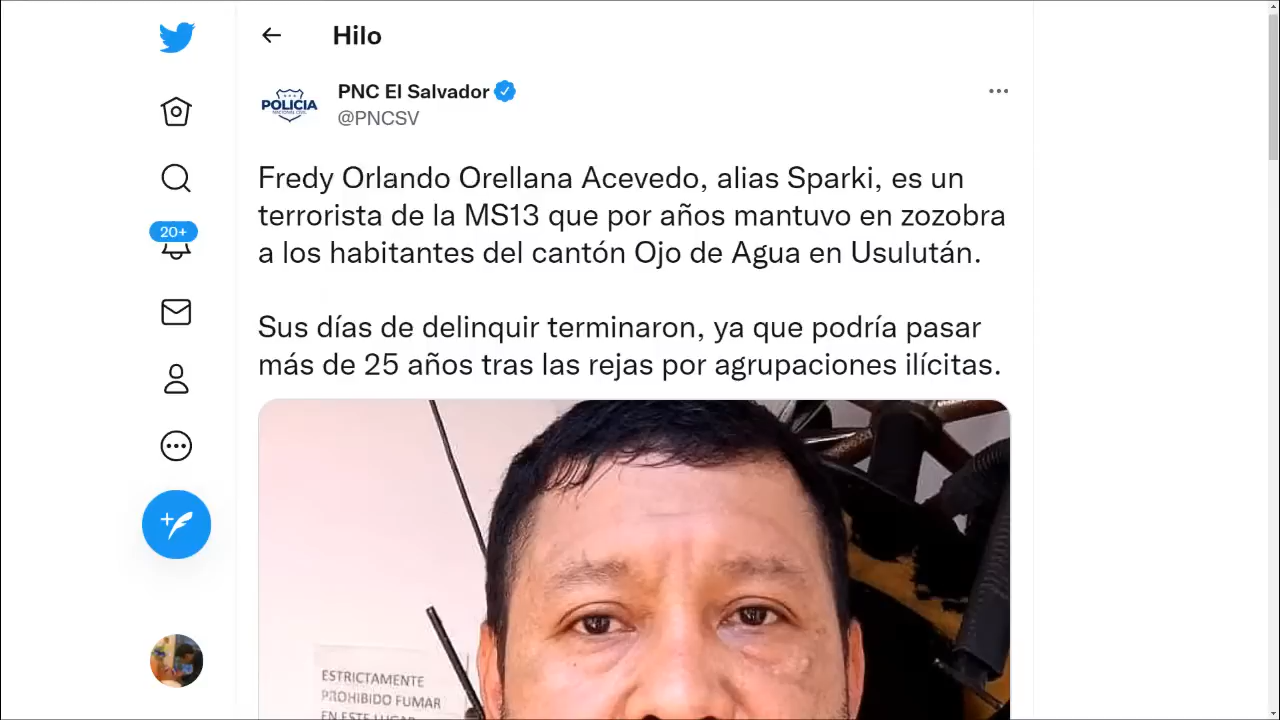 Hilo
PNC El Salvador
@PNCSV
POLICIA
NACIONAL CIVIL
Fredy Orlando Orellana Acevedo, alias Sparki, es un
terrorista de la MS13 que por años mantuvo en zozobra
a los habitantes del cantón Ojo de Agua en Usulután.
20+
Sus días de delinquir terminaron, ya que podría pasar
más de 25 años tras las rejas por agrupaciones ilícitas.
ESTRICTAMENTE
PROHIBIDO FUMAR
EN ESTE LUGAR